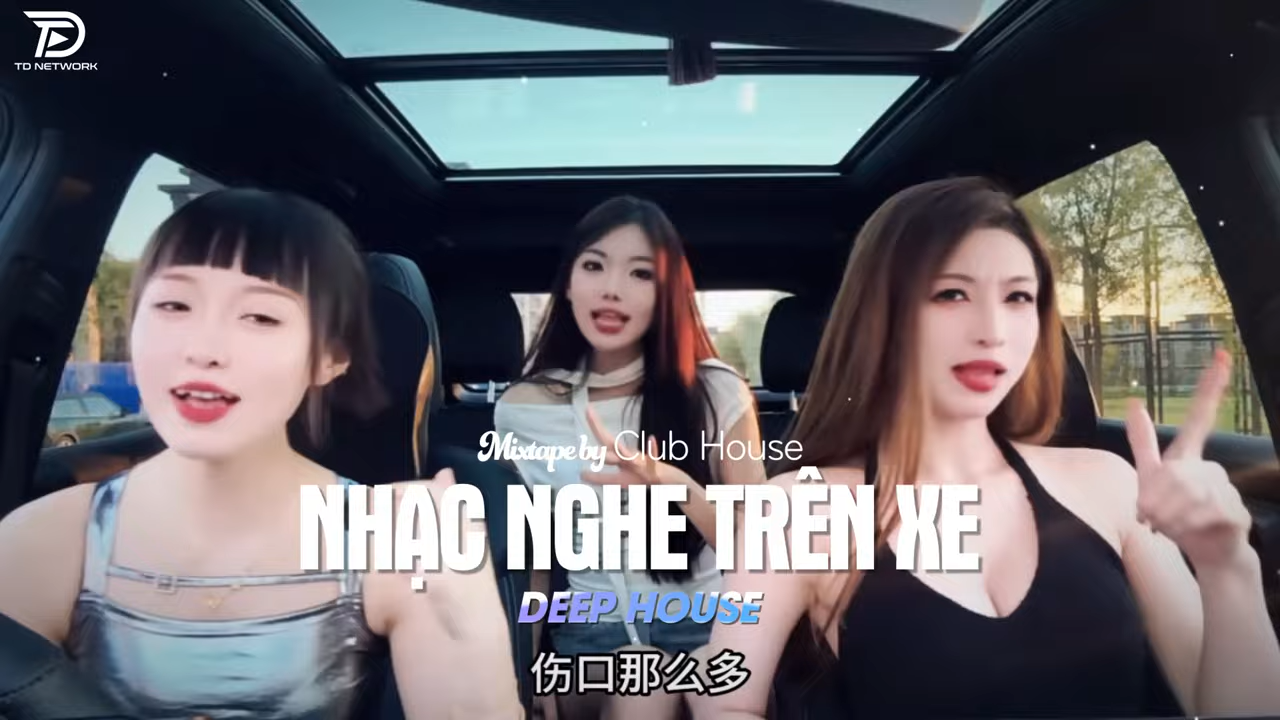 TD NETWORK
Mixtape by Club House
NHẠC NGHE TRÊN XE
DEEP HOUSE
伤口那么多